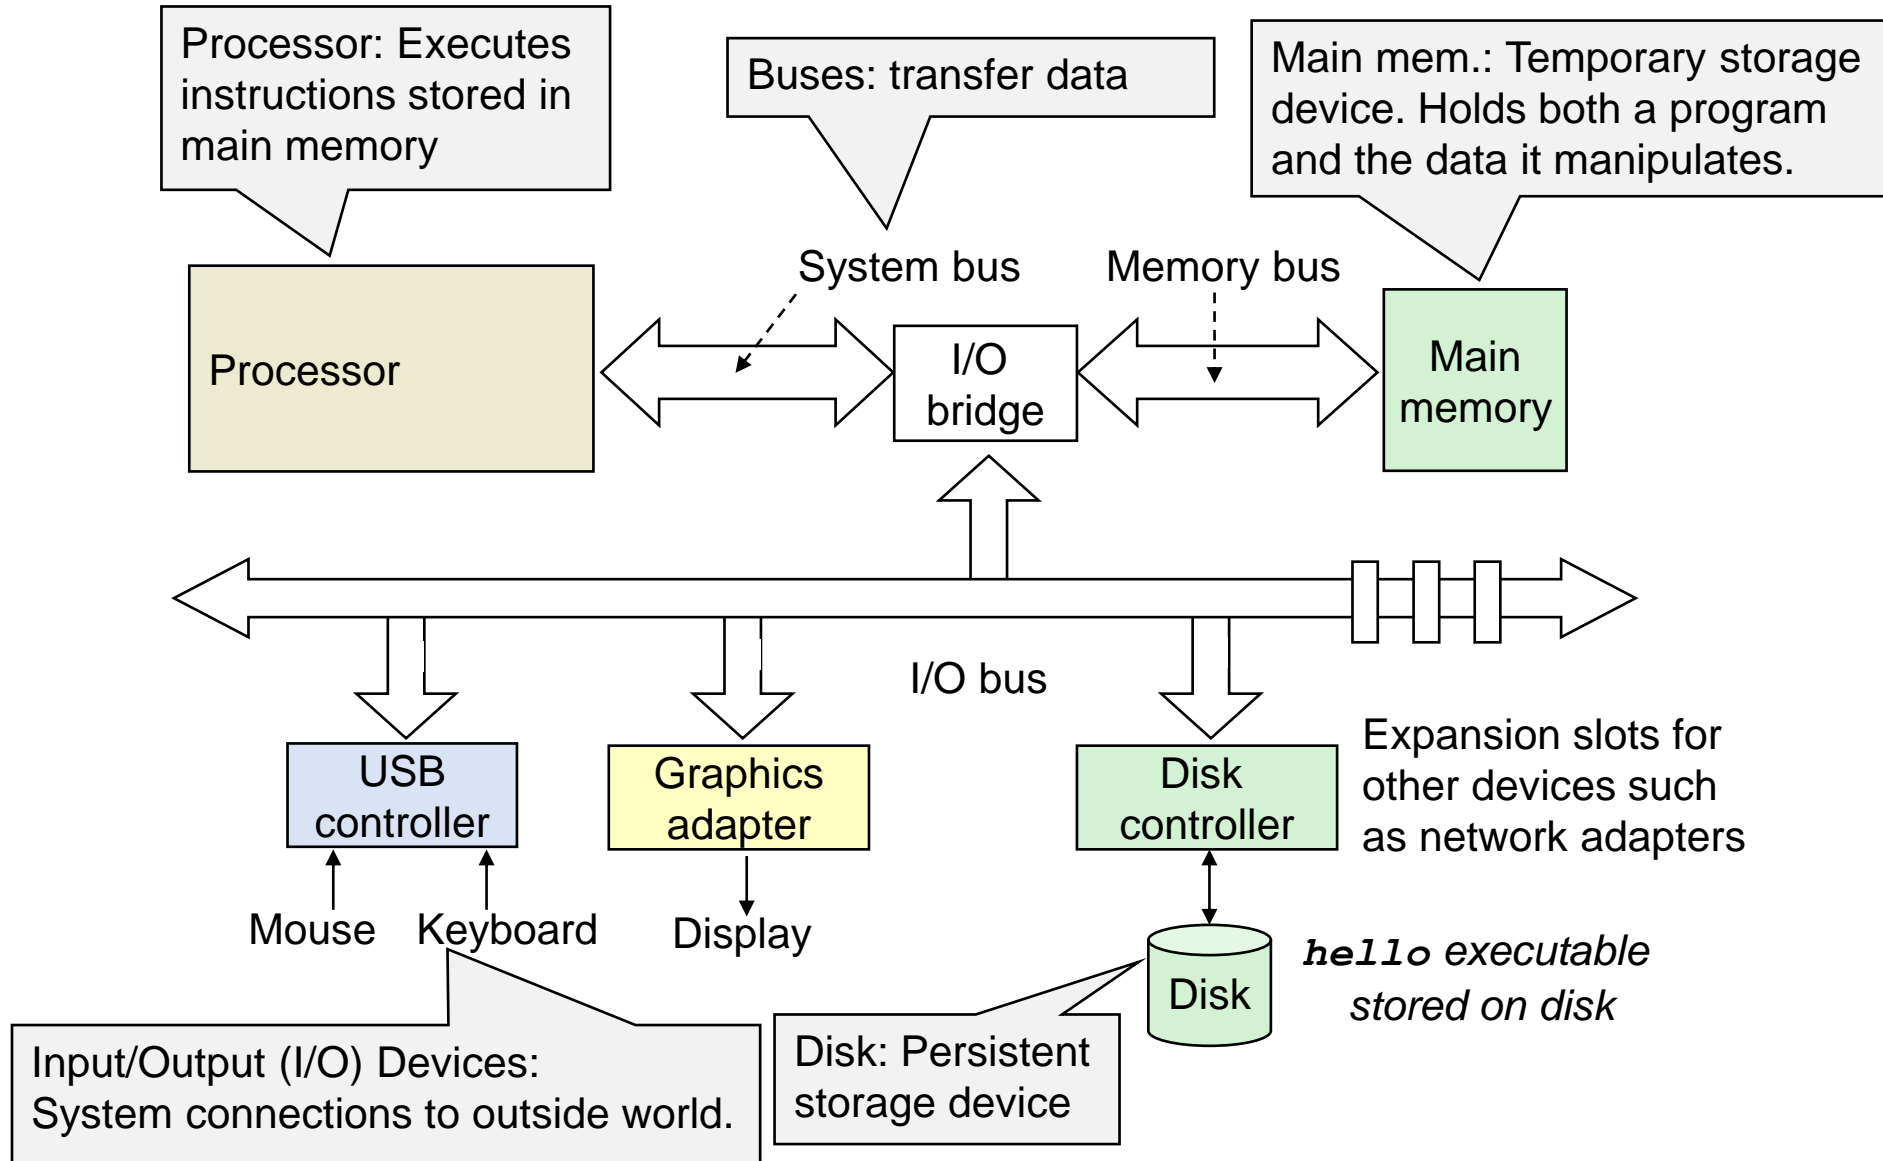 Processor: Executes
instructions stored in
main memory
Buses: transfer data
Main mem.: Temporary storage
device. Holds both a program
and the data it manipulates.
System bus
Memory bus
Processor
I/O
bridge
Main
memory
I/O bus
USB
controller
Graphics
adapter
Disk
controller
Expansion slots for
other devices such
as network adapters
Mouse
Keyboard
Display
Disk
hello executable
stored on disk
Input/Output (I/O) Devices:
System connections to outside world.
Disk: Persistent
storage device